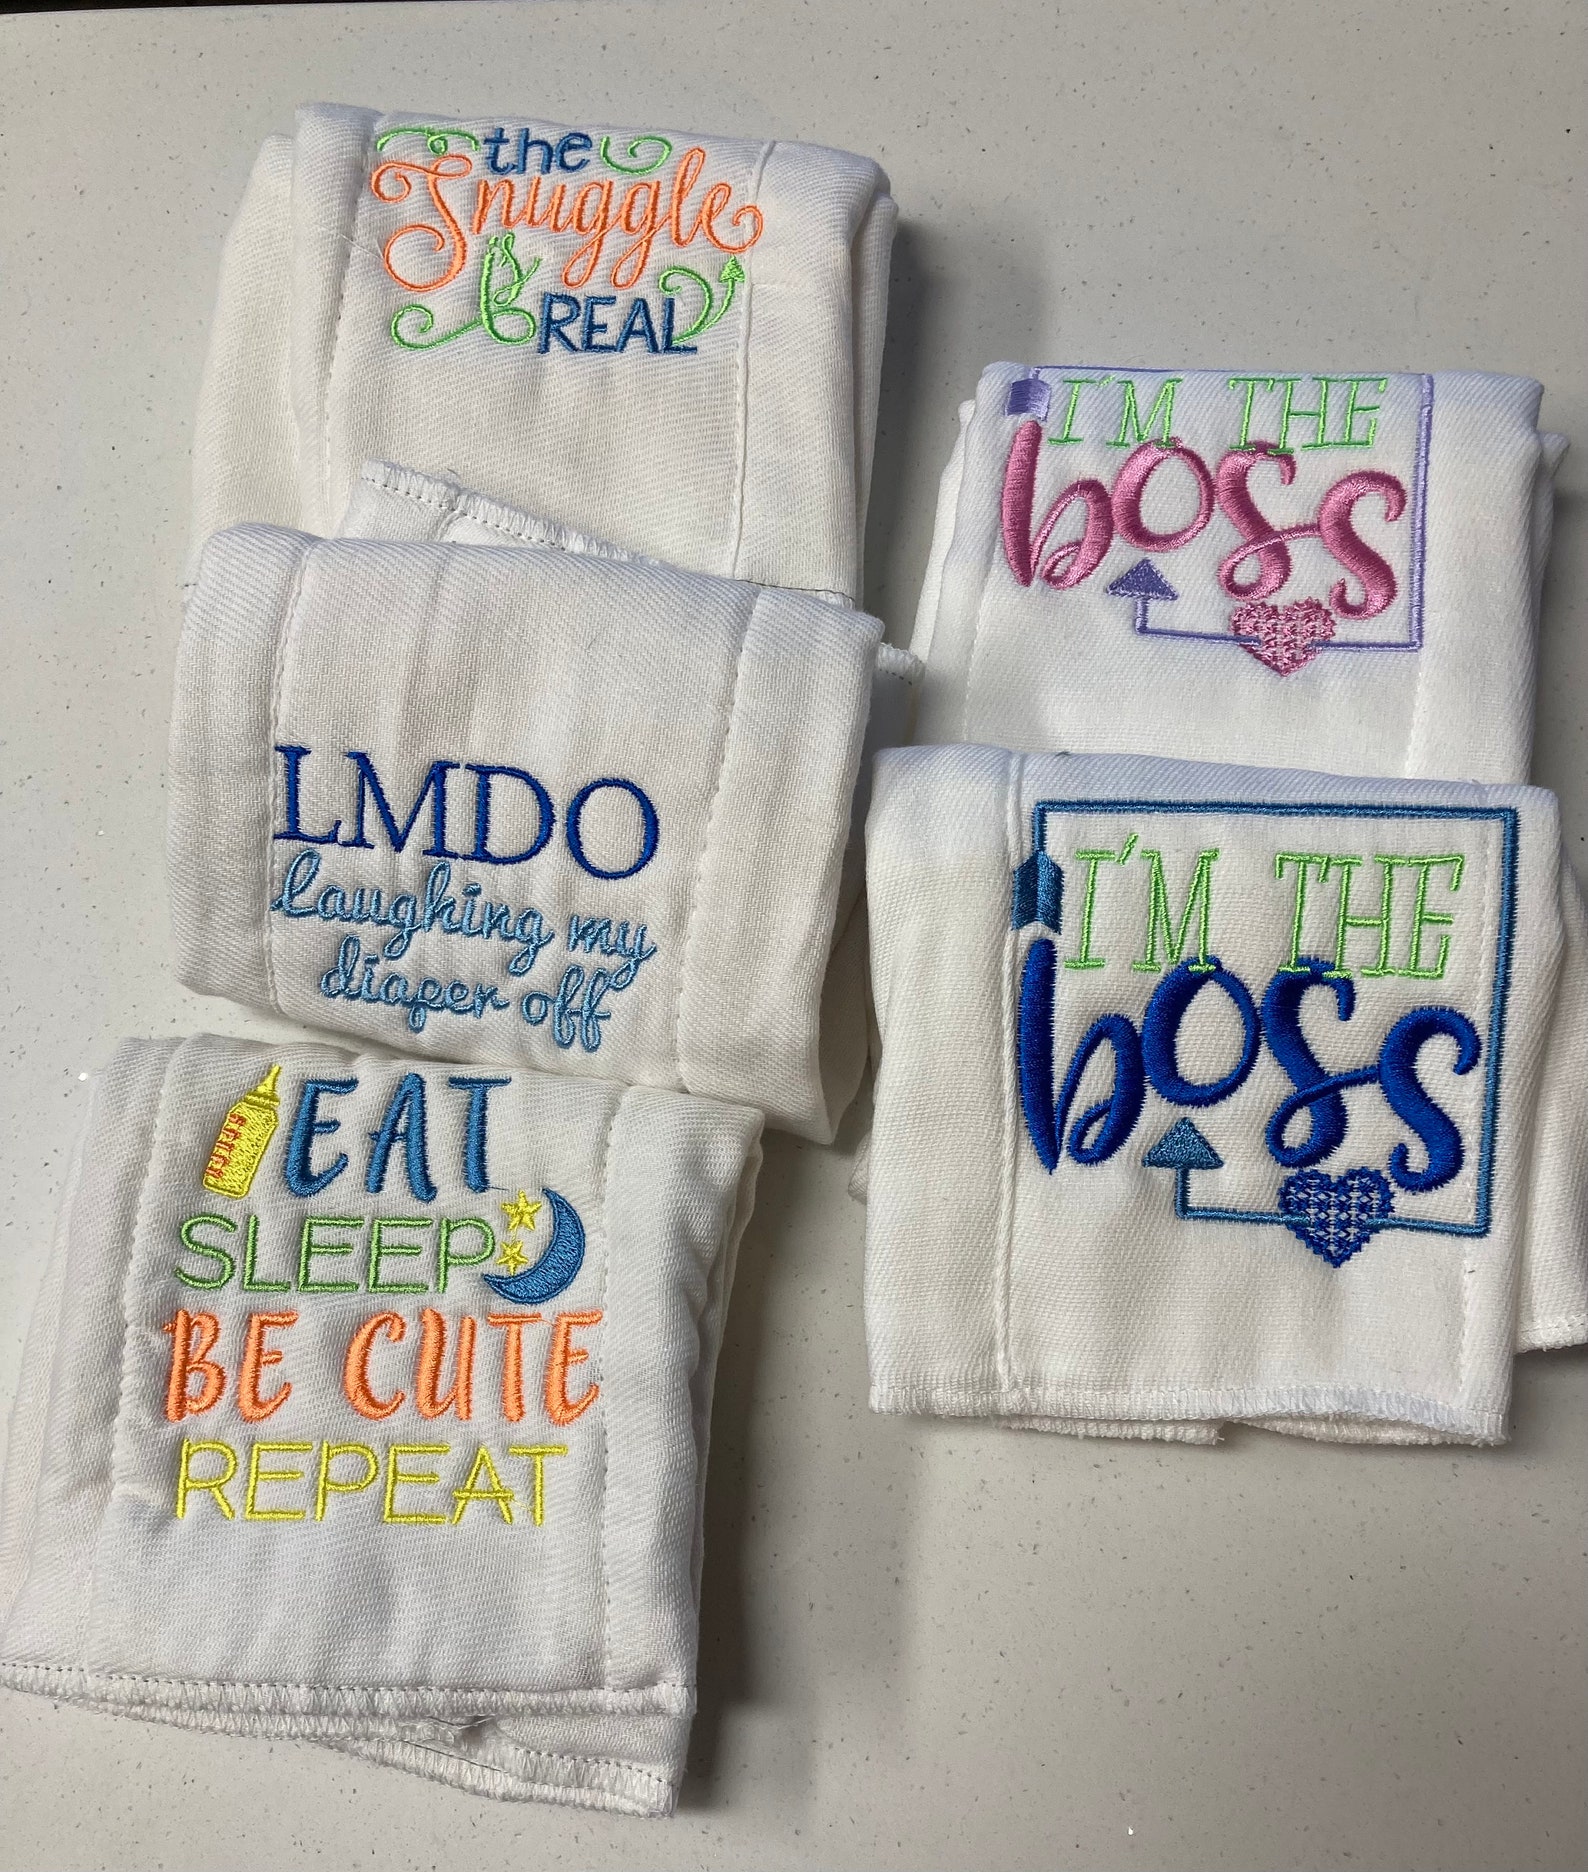 the
Snuggle
is
REAL
LMDO
laughing my
diaper off
EAT
SLEEP
BE CUTE
REPEAT
I'M THE
boss
I'M THE
boss